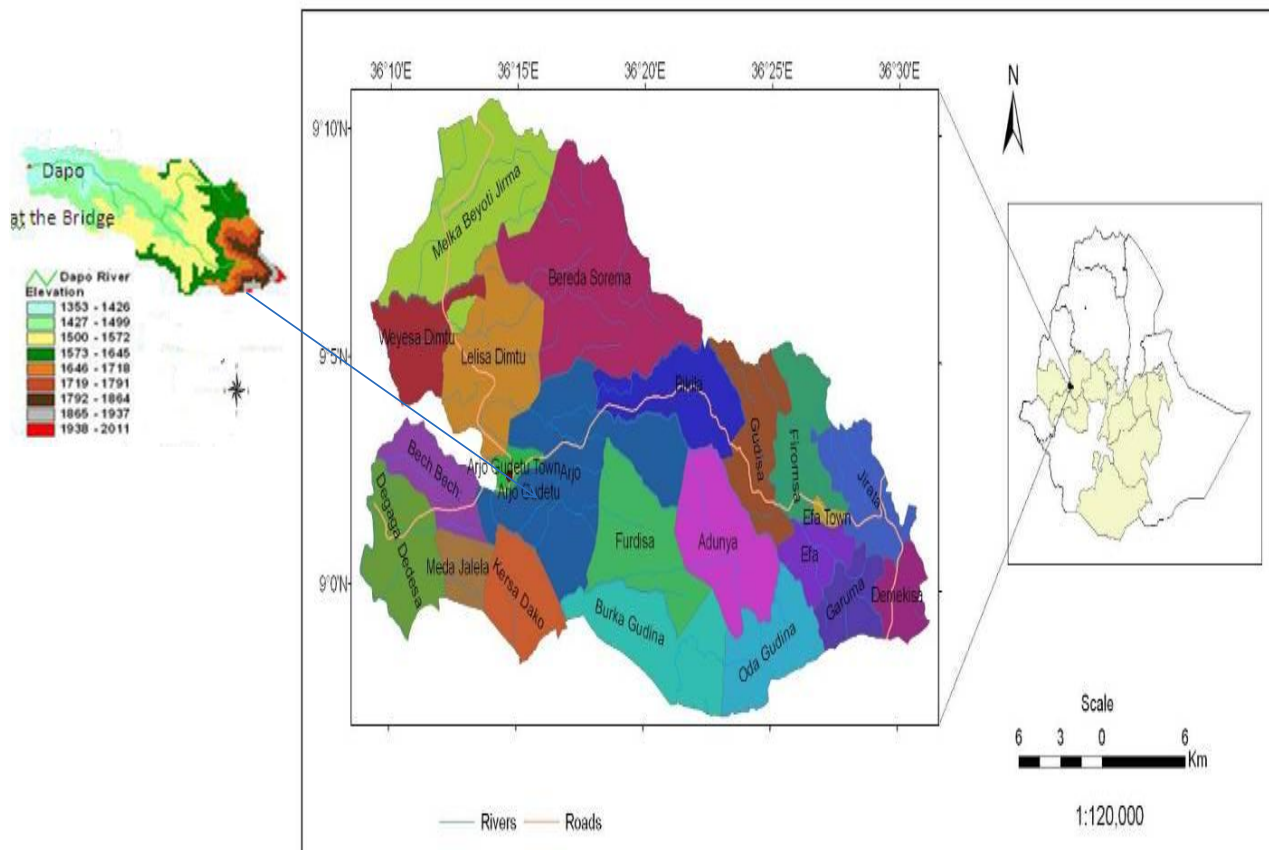 Dapo
at the Bridge
Dapo River
Elevation
1353 - 1426
1427 - 1499
1500 - 1572
1573 - 1645
1646 - 1718
1719 - 1791
1792 - 1864
1865 - 1937
1938 - 2011
36°10'E 36°15'E 36°20'E 36°25'E 36°30'E
9°10'N
9°5'N
9°0'N
Melka Beyoti Jirma
Bereda Sorema
Weyesa Dimtu
Lelisa Dimtu
Bikila
Gudisa
Firomsa
Jirata
Bech Bech.
Arjo Gudetu Town
Arjo
Arjo Gudetu
Degaga Dedesa
Efa Town
Furdisa
Adunya
Efa
Meda Jalela
Kersa Dako
Garuma
Demekisa
Burka Gudina
Oda Gudina
Rivers
Roads
N
Scale
6 3 0 6
Km
1:120,000